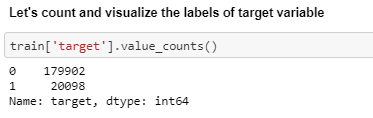 Let's count and visualize the labels of target variable
train['target'].value_counts()
0    179902
1     20098
Name: target, dtype: int64